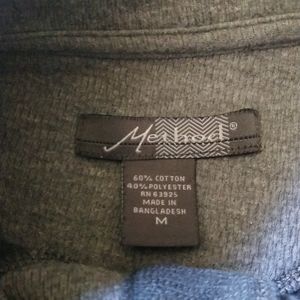 Method®
60% COTTON
40% POLYESTER
RN 63925
MADE IN
BANGLADESH
M